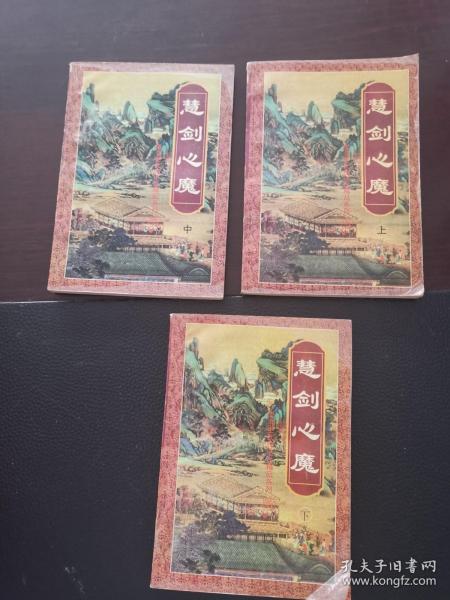 慧剑心魔
中
慧剑心魔
上
慧剑心魔
下
孔夫子旧书网
www.kongfz.com